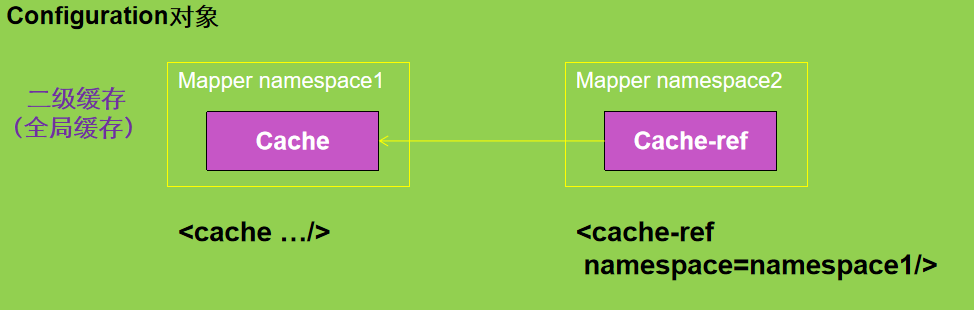 Configuration对象
二级缓存
（全局缓存）
Mapper namespace1
Cache
Mapper namespace2
Cache-ref
<cache …/>
<cache-ref
namespace=namespace1/>